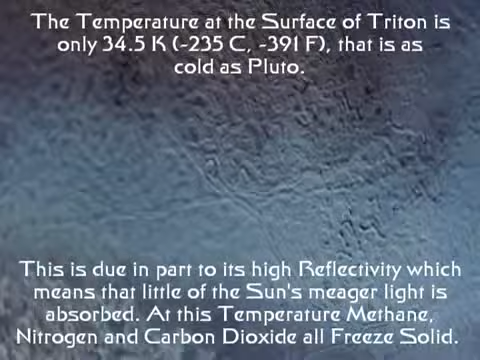 The Temperature at the Surface of Triton is
only 34.5 K (-235 C, -391 F), that is as
cold as Pluto.
This is due in part to its high Reflectivity which
means that little of the Sun's meager light is
absorbed. At this Temperature Methane,
Nitrogen and Carbon Dioxide all Freeze Solid.